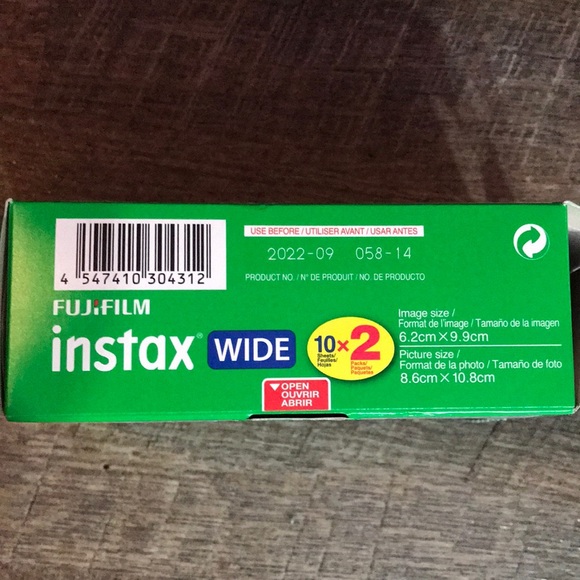 4 547410 304312
USE BEFORE / UTILISER AVANT / USAR ANTES
2022-09 058-14
PRODUCT NO. / N° DE PRODUIT / NO. DE PRODUCTO
FUJIFILM
instax® WIDE
10 Sheets/ Feuilles/ Hojas × 2 Packs/ Paquets/ Paquetes
Image size /
Format de l'image / Tamaño de la imagen
6.2cm × 9.9cm
Picture size /
Format de la photo / Tamaño de foto
8.6cm × 10.8cm
OPEN
OUVRIR
ABRIR